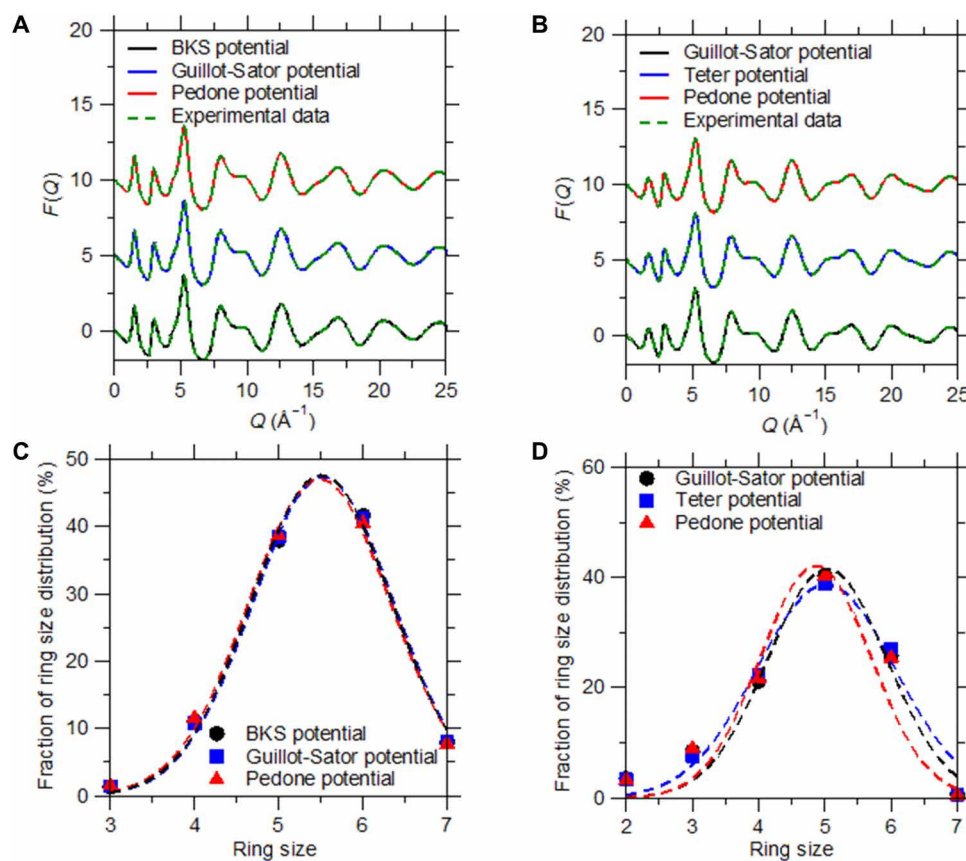 A
20
15
10
5
0
F(Q)
BKS potential
Guillot-Sator potential
Pedone potential
Experimental data
0 5 10 15 20 25
Q (Å⁻¹)
B
20
15
10
5
0
F(Q)
Guillot-Sator potential
Teter potential
Pedone potential
Experimental data
0 5 10 15 20 25
Q (Å⁻¹)
C
50
40
30
20
10
0
Fraction of ring size distribution (%)
BKS potential
Guillot-Sator potential
Pedone potential
3 4 5 6 7
Ring size
D
60
40
20
0
Fraction of ring size distribution (%)
Guillot-Sator potential
Teter potential
Pedone potential
2 3 4 5 6 7
Ring size